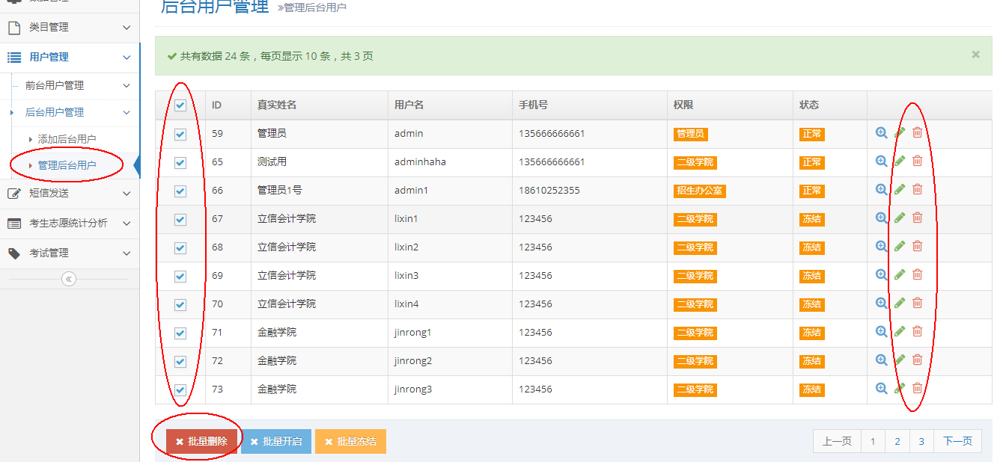 后台用户管理 »管理后台用户
类目管理
用户管理
前台用户管理
后台用户管理
添加后台用户
管理后台用户
短信发送
考生志愿统计分析
考试管理
共有数据 24 条，每页显示 10 条，共 3 页
ID 真实姓名 用户名 手机号 权限 状态
59 管理员 admin 135666666661 管理员 正常
65 测试用 adminhaha 135666666661 二级学院 正常
66 管理员1号 admin1 18610252355 招生办公室 正常
67 立信会计学院 lixin1 123456 二级学院 冻结
68 立信会计学院 lixin2 123456 二级学院 冻结
69 立信会计学院 lixin3 123456 二级学院 冻结
70 立信会计学院 lixin4 123456 二级学院 冻结
71 金融学院 jinrong1 123456 二级学院 冻结
72 金融学院 jinrong2 123456 二级学院 冻结
73 金融学院 jinrong3 123456 二级学院 冻结
批量删除 批量开启 批量冻结
上一页 1 2 3 下一页